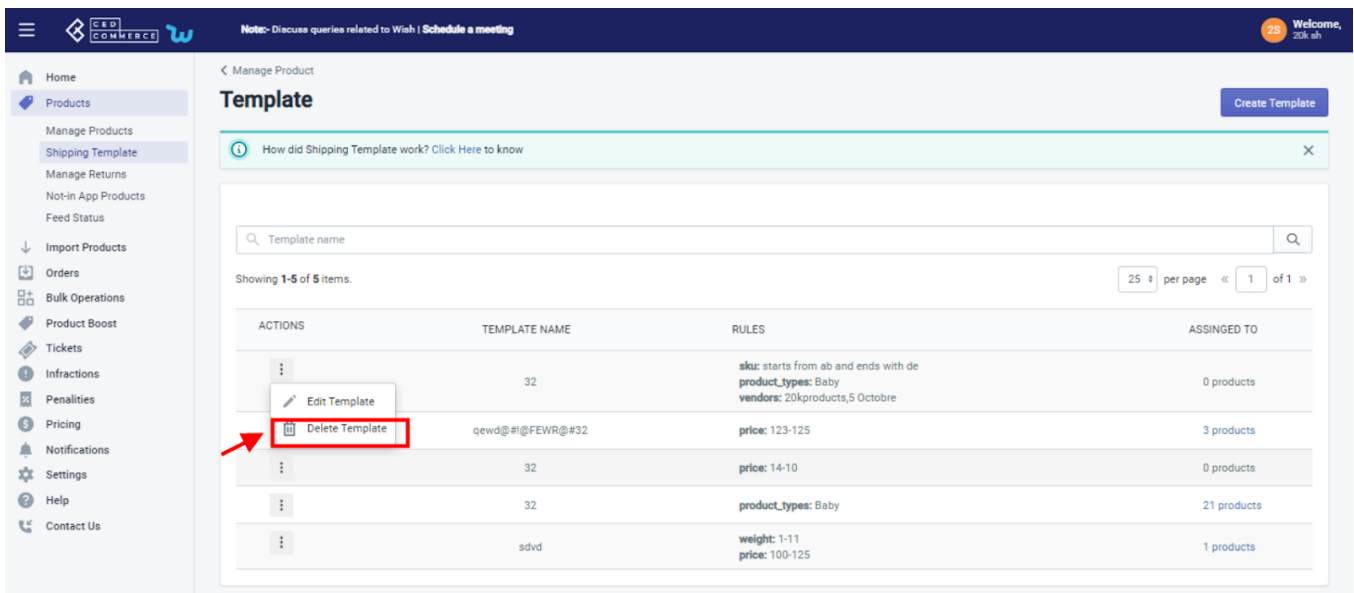 CED
COMMERCE
Note:- Discuss queries related to Wish | Schedule a meeting
2S
Welcome,
20k sh
Home
Products
Manage Products
Shipping Template
Manage Returns
Not-in App Products
Feed Status
Import Products
Orders
Bulk Operations
Product Boost
Tickets
Infractions
Penalities
Pricing
Notifications
Settings
Help
Contact Us
Manage Product
Template
Create Template
How did Shipping Template work? Click Here to know
Template name
Showing 1-5 of 5 items.
25 per page « 1 of 1 »
ACTIONS TEMPLATE NAME RULES ASSINGED TO
sku: starts from ab and ends with de
32 product_types: Baby 0 products
vendors: 20kproducts,5 Octobre
Edit Template
Delete Template
qewd@#!@FEWR@#32 price: 123-125 3 products
32 price: 14-10 0 products
32 product_types: Baby 21 products
weight: 1-11
sdvd 1 products
price: 100-125